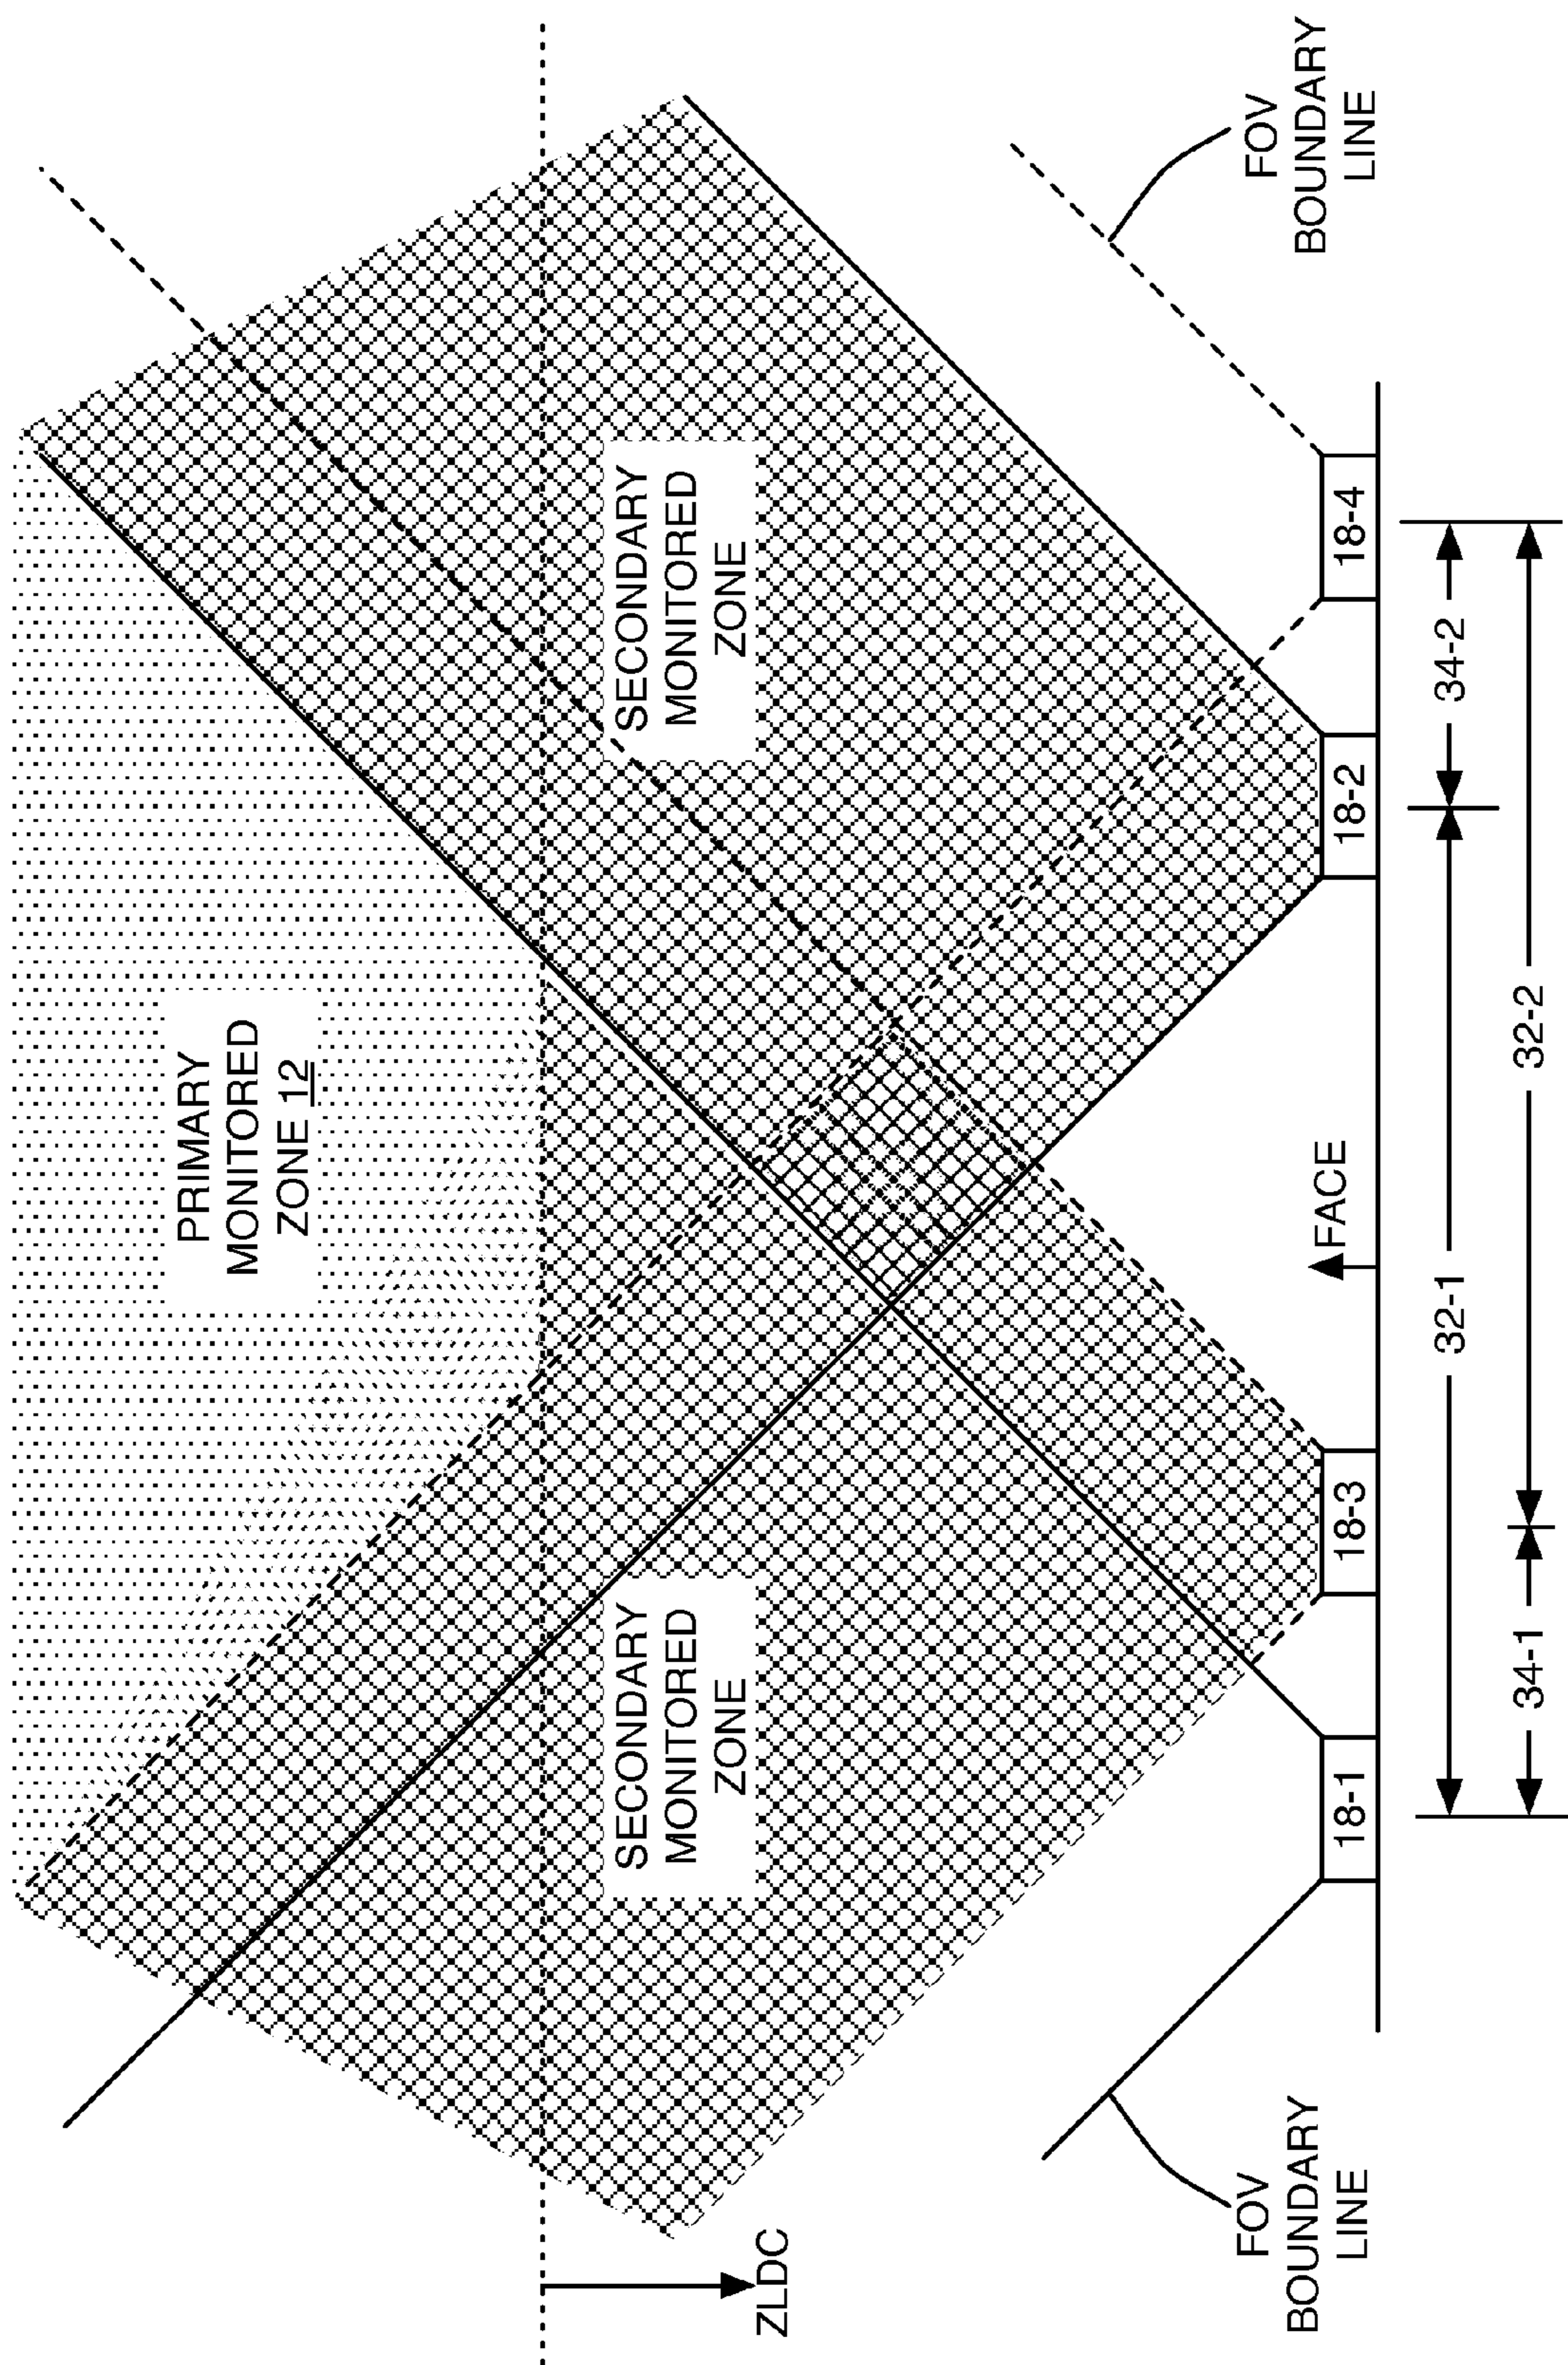 PRIMARY
MONITORED
ZONE 12
SECONDARY
MONITORED
ZONE
SECONDARY
MONITORED
ZONE
ZLDC
FOV
BOUNDARY
LINE
FOV
BOUNDARY
LINE
FACE
18-1
18-3
18-2
18-4
32-1
34-2
34-1
32-2